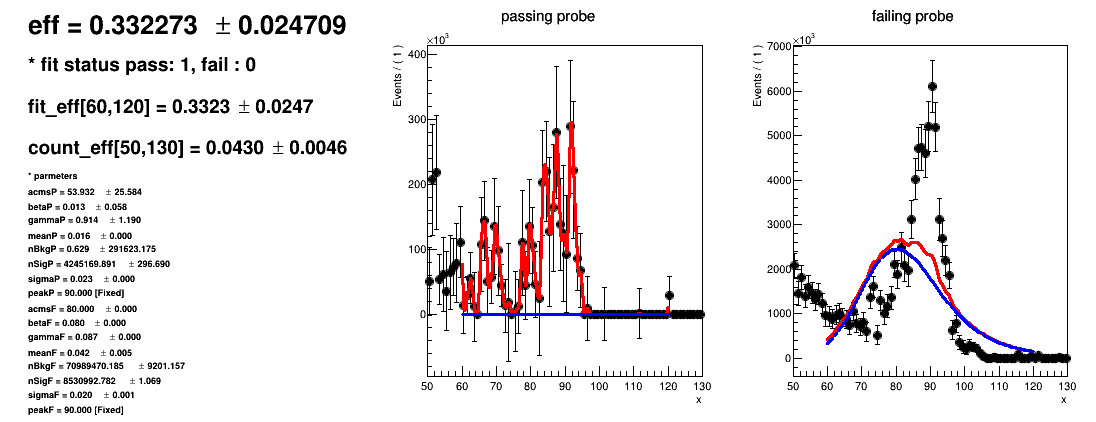 eff = 0.332273 ± 0.024709
* fit status pass: 1, fail : 0
fit_eff[60,120] = 0.3323 ± 0.0247
count_eff[50,130] = 0.0430 ± 0.0046
* parmeters
acmsP = 53.932 ± 25.584
betaP = 0.013 ± 0.058
gammaP = 0.914 ± 1.190
meanP = 0.016 ± 0.000
nBkgP = 0.629 ± 291623.175
nSigP = 4245169.891 ± 296.690
sigmaP = 0.023 ± 0.000
peakP = 90.000 [Fixed]
acmsF = 80.000 ± 0.000
betaF = 0.080 ± 0.000
gammaF = 0.087 ± 0.000
meanF = 0.042 ± 0.005
nBkgF = 70989470.185 ± 9201.157
nSigF = 8530992.782 ± 1.069
sigmaF = 0.020 ± 0.001
peakF = 90.000 [Fixed]
passing probe
×10³
Events / ( 1 )
400
300
200
100
0
50 60 70 80 90 100 110 120 130
x
failing probe
×10³
Events / ( 1 )
7000
6000
5000
4000
3000
2000
1000
0
50 60 70 80 90 100 110 120 130
x